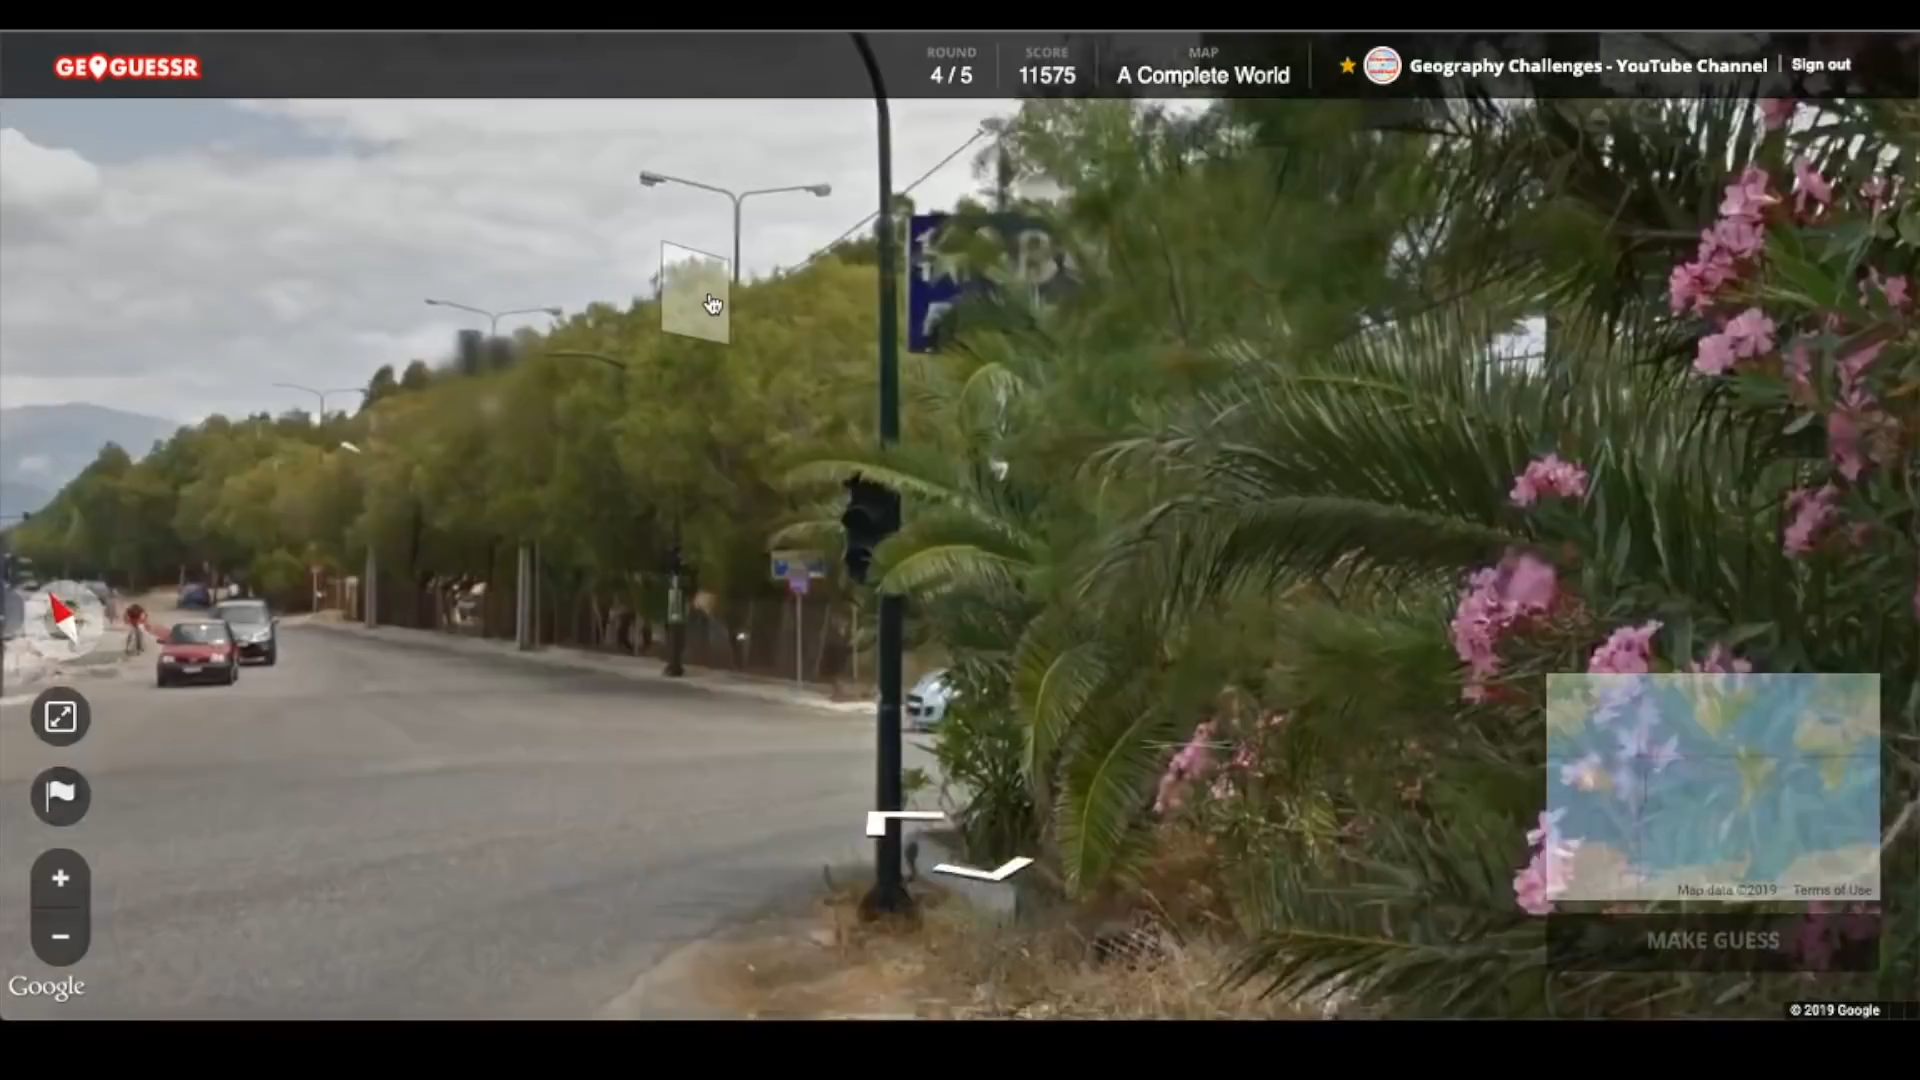 GEOGUESSR
ROUND
4 / 5
SCORE
11575
MAP
A Complete World
Geography Challenges - YouTube Channel
Sign out
Map data ©2019
Terms of Use
MAKE GUESS
Google
© 2019 Google